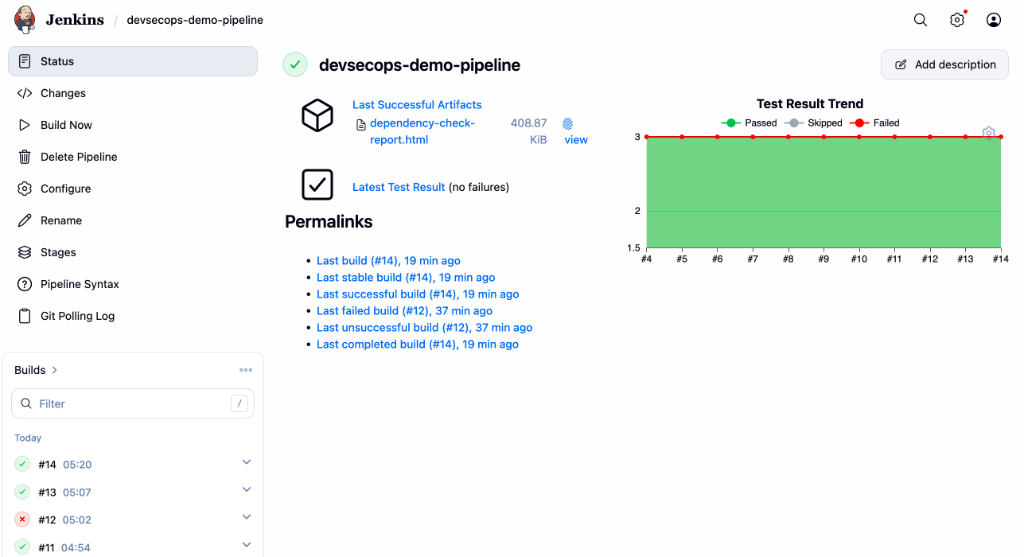 Jenkins / devsecops-demo-pipeline
Status
Changes
Build Now
Delete Pipeline
Configure
Rename
Stages
Pipeline Syntax
Git Polling Log
Builds
Filter /
Today
#14 05:20
#13 05:07
#12 05:02
#11 04:54
devsecops-demo-pipeline
Add description
Last Successful Artifacts
dependency-check-
report.html
408.87
KiB
view
Latest Test Result (no failures)
Permalinks
Last build (#14), 19 min ago
Last stable build (#14), 19 min ago
Last successful build (#14), 19 min ago
Last failed build (#12), 37 min ago
Last unsuccessful build (#12), 37 min ago
Last completed build (#14), 19 min ago
Test Result Trend
Passed Skipped Failed
3
2
1.5
#4 #5 #6 #7 #8 #9 #10 #11 #12 #13 #14